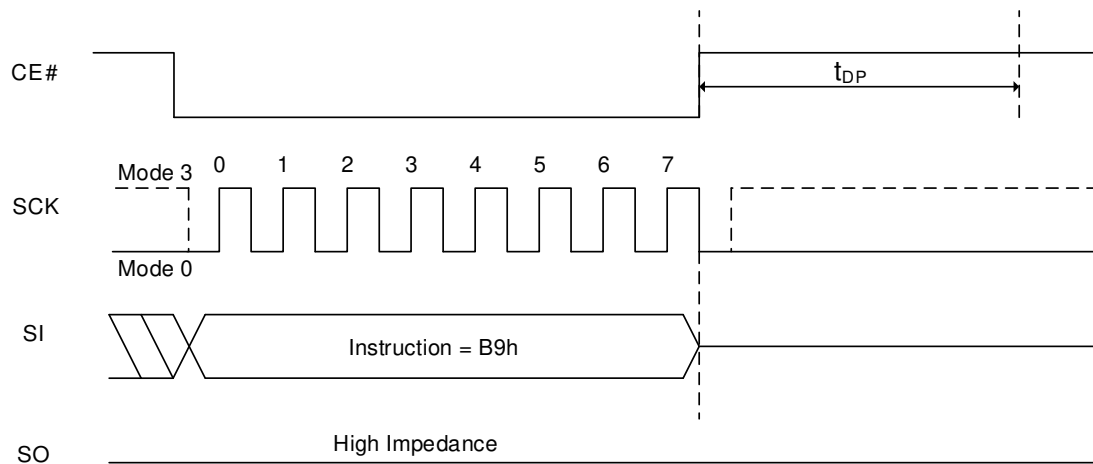 CE#
t_DP
Mode 3
0 1 2 3 4 5 6 7
SCK
Mode 0
SI
Instruction = B9h
High Impedance
SO